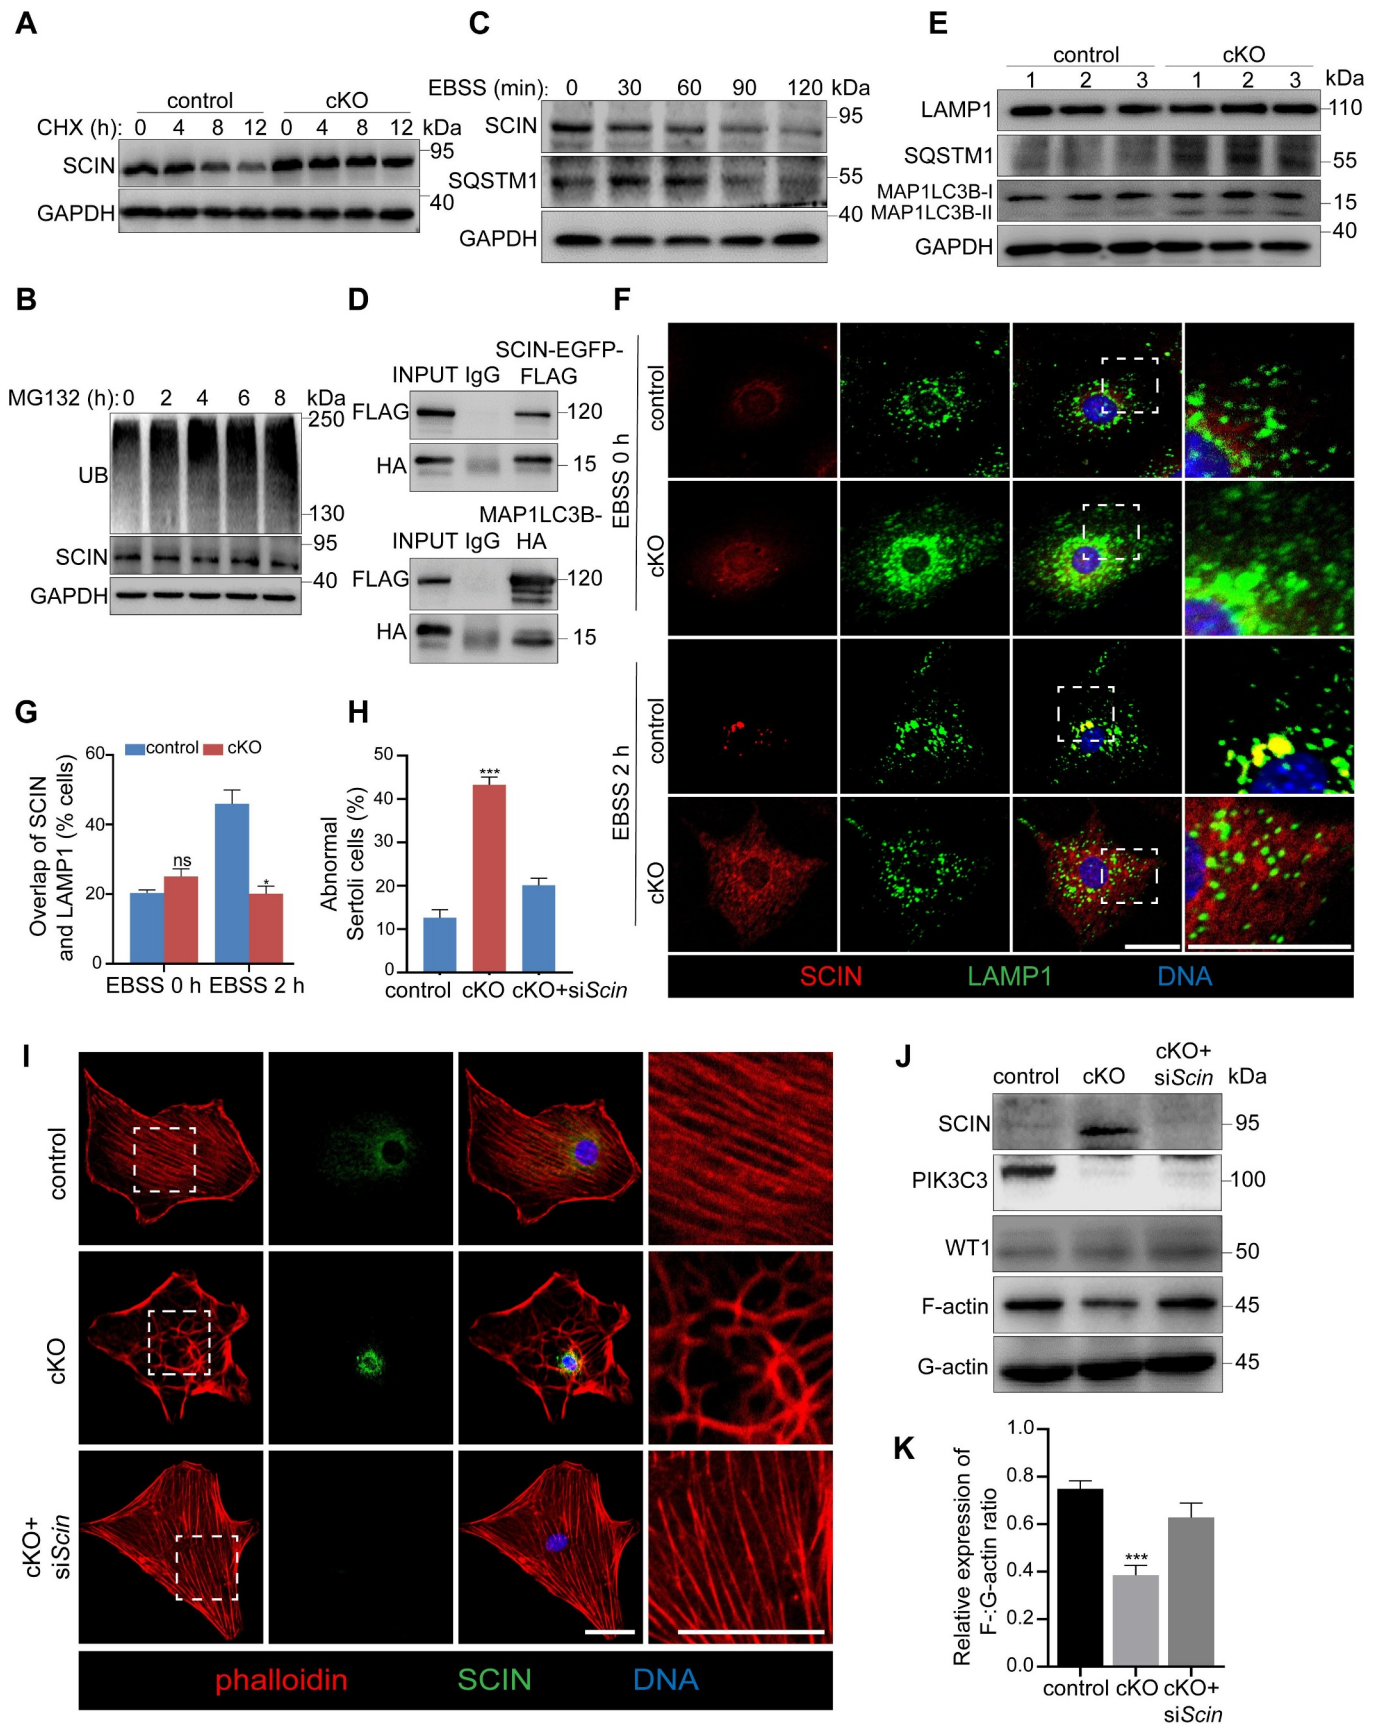 A
control cKO
CHX (h): 0 4 8 12 0 4 8 12 kDa
SCIN 95
GAPDH 40
C
EBSS (min): 0 30 60 90 120 kDa
SCIN 95
SQSTM1 55
GAPDH 40
E
control cKO
1 2 3 1 2 3 kDa
LAMP1 110
SQSTM1 55
MAP1LC3B-I 15
MAP1LC3B-II
GAPDH 40
B
MG132 (h): 0 2 4 6 8 kDa
UB 250
130
SCIN 95
GAPDH 40
D
SCIN-EGFP-
INPUT IgG FLAG
FLAG 120
HA 15
MAP1LC3B-
INPUT IgG HA
FLAG 120
HA 15
F
EBSS 0 h
control
cKO
EBSS 2 h
control
cKO
SCIN LAMP1 DNA
G
Overlap of SCIN
and LAMP1 (% cells)
control cKO
60
40
20
0
ns
*
EBSS 0 h EBSS 2 h
H
Abnormal
Sertoli cells (%)
50
40
30
20
10
0
***
control cKO cKO+siScin
I
control
cKO
cKO+
siScin
phalloidin SCIN DNA
J
cKO+
control cKO siScin kDa
SCIN 95
PIK3C3 100
WT1 50
F-actin 45
G-actin 45
K
Relative expression of
F-:G-actin ratio
1.0
0.8
0.6
0.4
0.2
0.0
***
control cKO cKO+
siScin